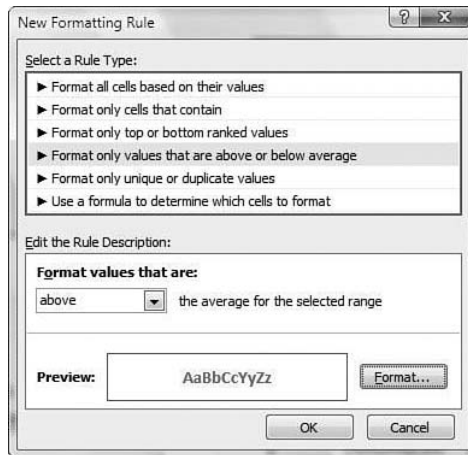 New Formatting Rule
Select a Rule Type:
► Format all cells based on their values
► Format only cells that contain
► Format only top or bottom ranked values
► Format only values that are above or below average
► Format only unique or duplicate values
► Use a formula to determine which cells to format
Edit the Rule Description:
Format values that are:
above the average for the selected range
Preview: AaBbCcYyZz Format...
OK Cancel